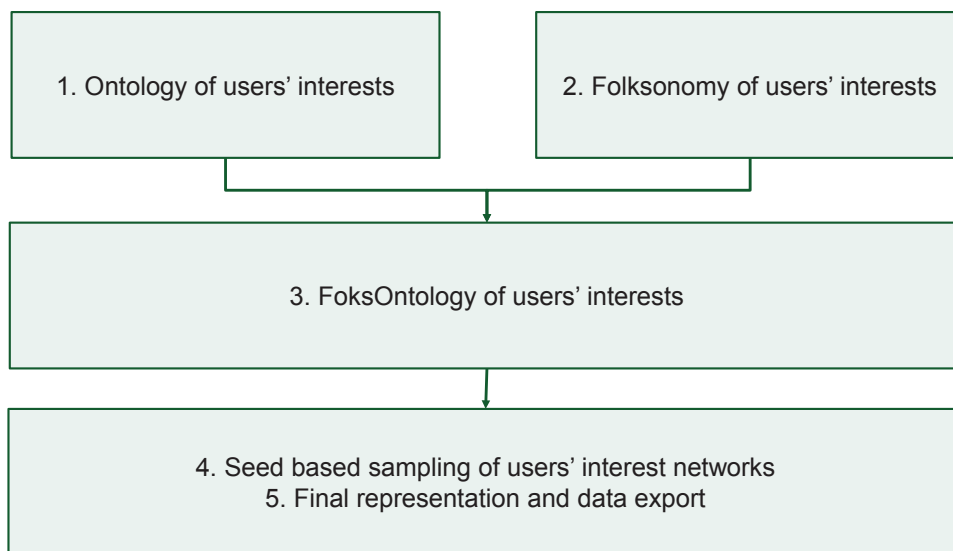 1. Ontology of users’ interests
2. Folksonomy of users’ interests
3. FoksOntology of users’ interests
4. Seed based sampling of users’ interest networks
5. Final representation and data export